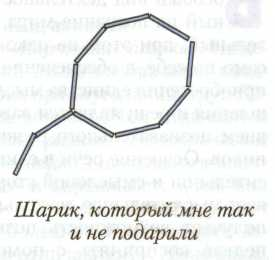 Шарик, который мне так
и не подарили